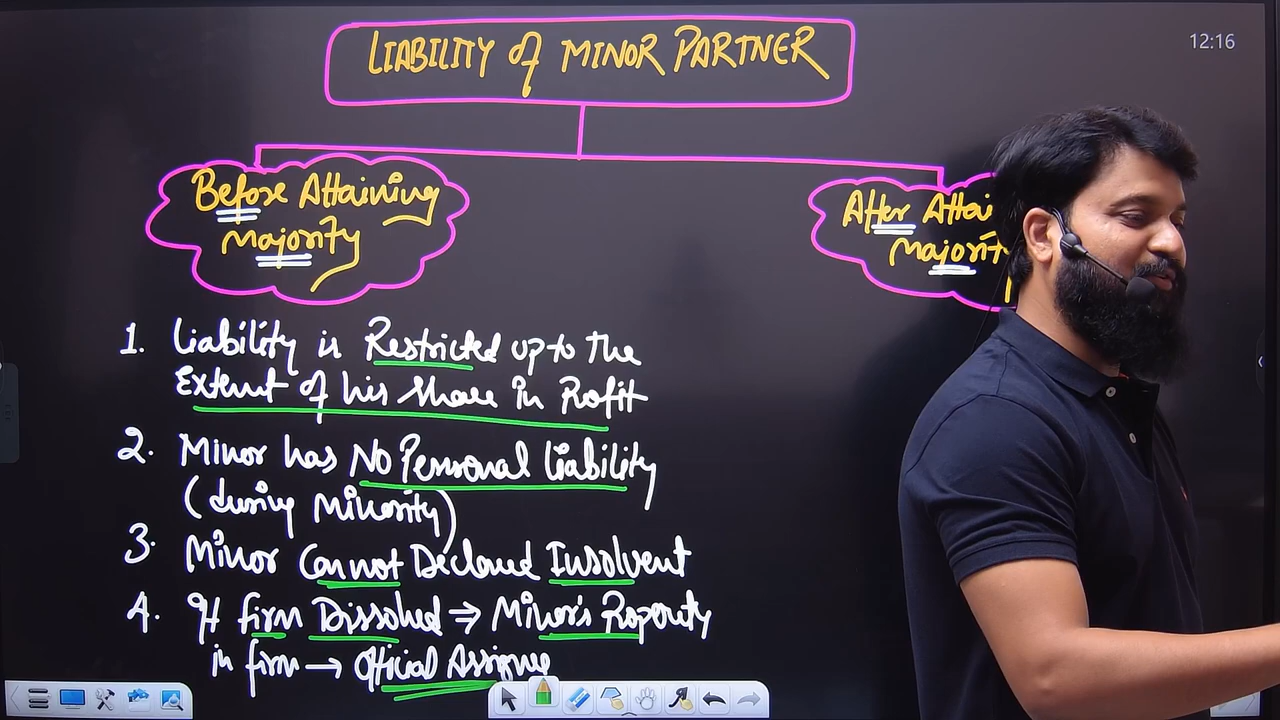 LIABILITY of MINOR PARTNER
12:16
Before Attaining
Majority
After Attai
Majorit
1. Liability is Restricted upto the
Extent of his share in Profit
2. Minor has No Personal Liability
(during Minority)
3. Minor Cannot Declared Insolvent
4. If firm Dissolved ⇒ Minor's Property
in firm → Official Assignee